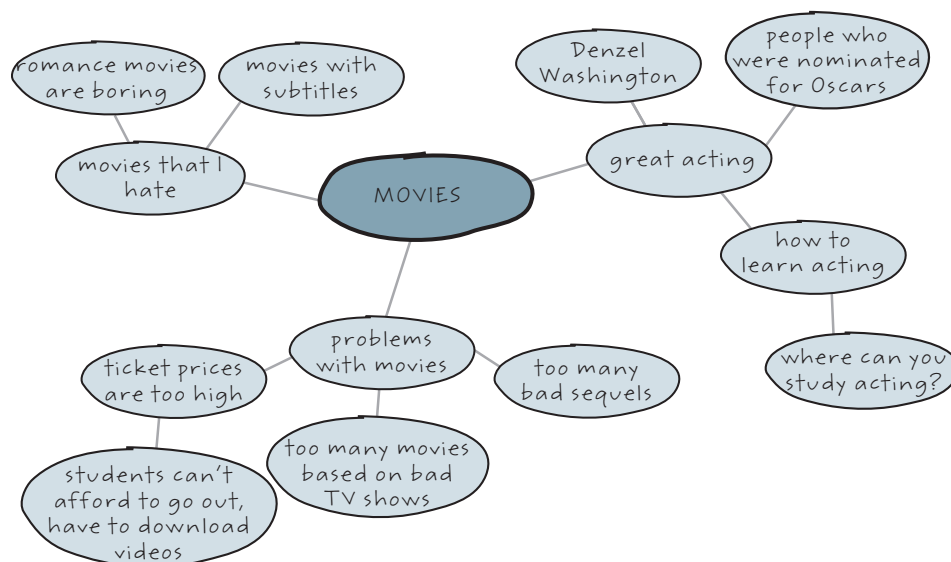 romance movies
are boring
movies with
subtitles
movies that I
hate
MOVIES
Denzel
Washington
people who
were nominated
for Oscars
great acting
how to
learn acting
where can you
study acting?
problems
with movies
ticket prices
are too high
too many
bad sequels
students can't
afford to go out,
have to download
videos
too many movies
based on bad
TV shows